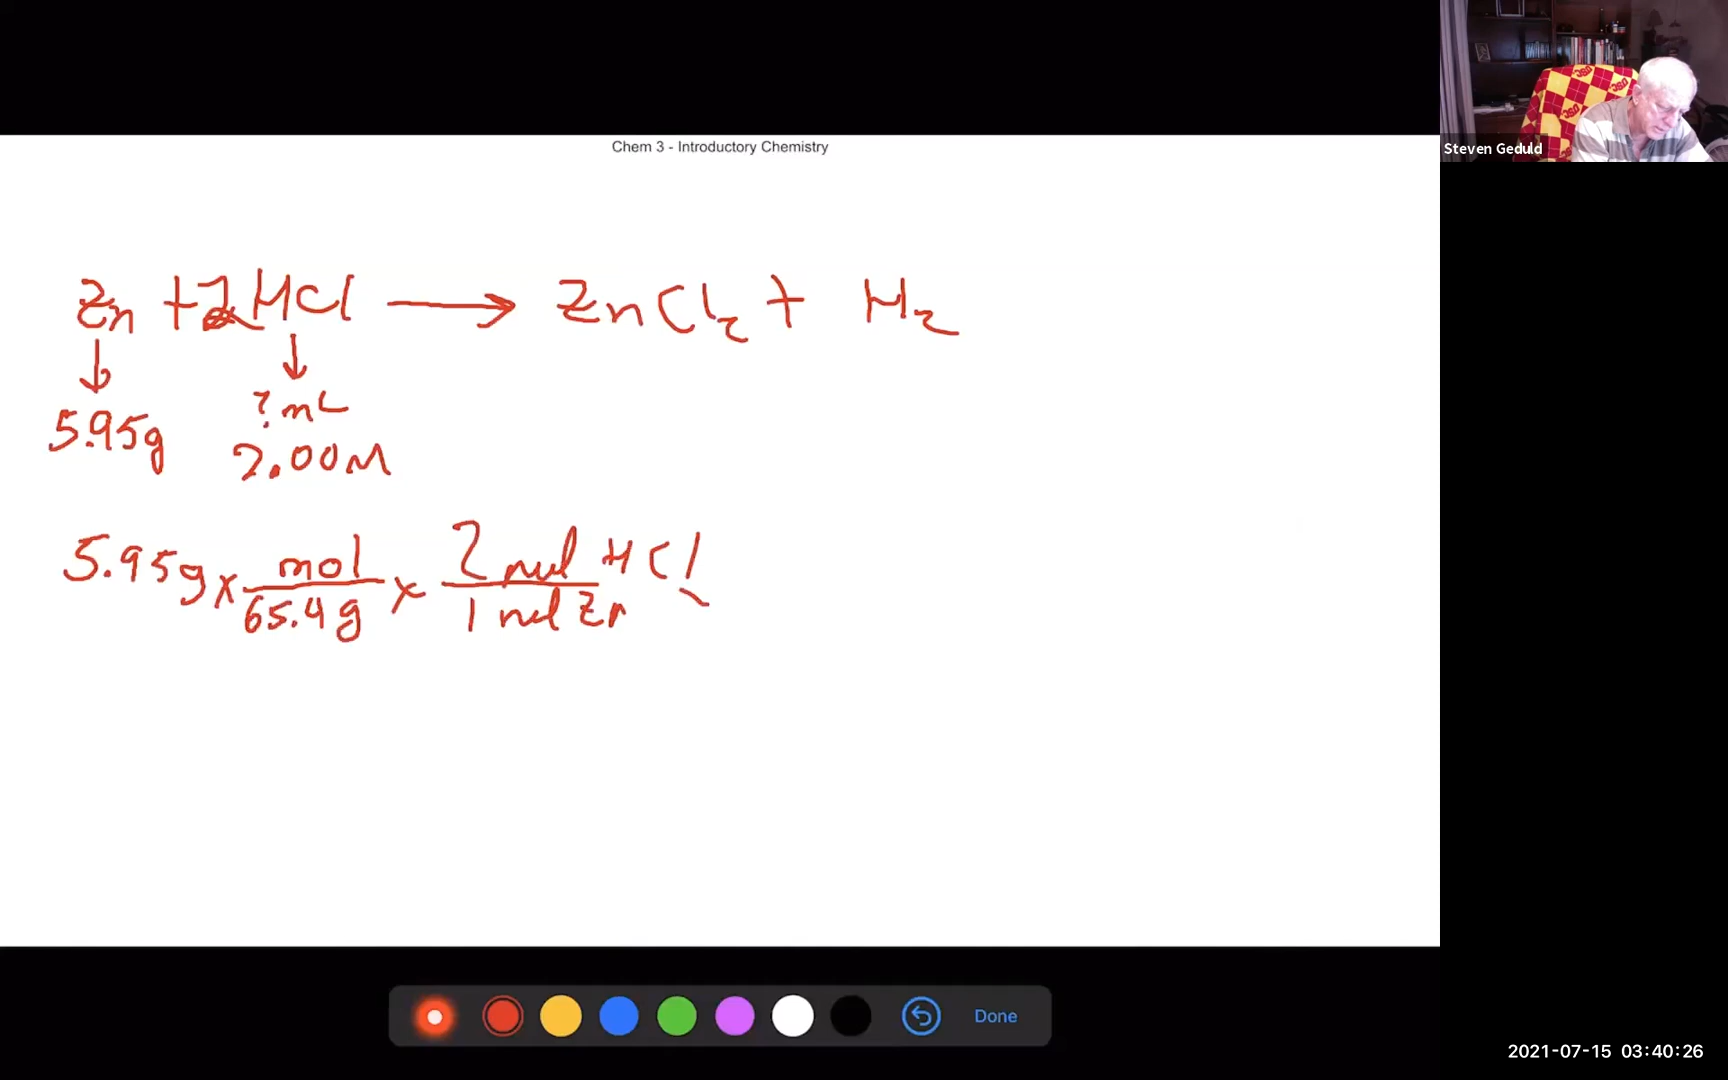 Chem 3 - Introductory Chemistry
Steven Geduld
Zn + 2HCl → ZnCl₂ + H₂
↓ ↓
5.95g ? mL
2.00M
5.95g x mol/65.4g x 2 mol HCl/1 mol Zn
Done
2021-07-15 03:40:26